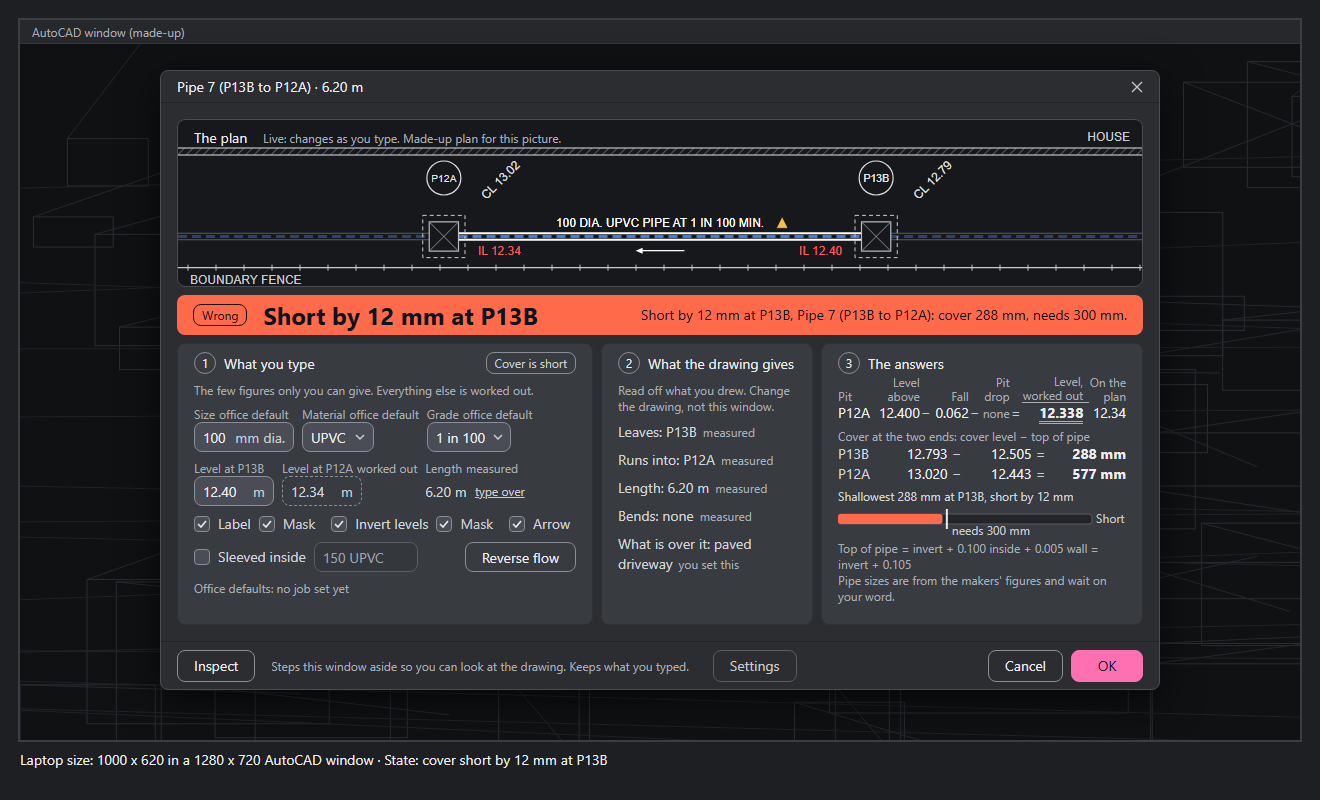 AutoCAD window (made-up)
Pipe 7 (P13B to P12A) · 6.20 m
The plan Live: changes as you type. Made-up plan for this picture. HOUSE
P12A CL 13.02 P13B CL 12.79
100 DIA. UPVC PIPE AT 1 IN 100 MIN.
IL 12.34 IL 12.40
BOUNDARY FENCE
Wrong Short by 12 mm at P13B Short by 12 mm at P13B, Pipe 7 (P13B to P12A): cover 288 mm, needs 300 mm.
1 What you type Cover is short
The few figures only you can give. Everything else is worked out.
Size office default Material office default Grade office default
100 mm dia. UPVC 1 in 100
Level at P13B Level at P12A worked out Length measured
12.40 m 12.34 m 6.20 m type over
Label Mask Invert levels Mask Arrow
Sleeved inside 150 UPVC Reverse flow
Office defaults: no job set yet
2 What the drawing gives
Read off what you drew. Change
the drawing, not this window.
Leaves: P13B measured
Runs into: P12A measured
Length: 6.20 m measured
Bends: none measured
What is over it: paved
driveway you set this
3 The answers
Level Pit Level, On the
Pit above Fall drop worked out plan
P12A 12.400 − 0.062 − none = 12.338 12.34
Cover at the two ends: cover level − top of pipe
P13B 12.793 − 12.505 = 288 mm
P12A 13.020 − 12.443 = 577 mm
Shallowest 288 mm at P13B, short by 12 mm
Short
needs 300 mm
Top of pipe = invert + 0.100 inside + 0.005 wall =
invert + 0.105
Pipe sizes are from the makers' figures and wait on
your word.
Inspect Steps this window aside so you can look at the drawing. Keeps what you typed. Settings Cancel OK
Laptop size: 1000 x 620 in a 1280 x 720 AutoCAD window · State: cover short by 12 mm at P13B